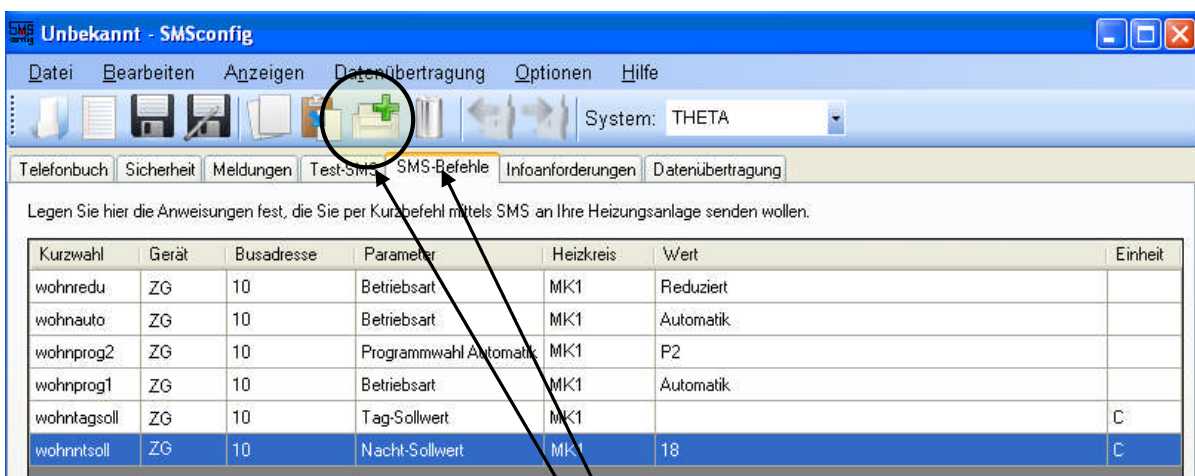 SMS config
Unbekannt - SMSconfig
Datei Bearbeiten Anzeigen Datenübertragung Optionen Hilfe
System: THETA
Telefonbuch Sicherheit Meldungen Test-SMS SMS-Befehle Infoanforderungen Datenübertragung
Legen Sie hier die Anweisungen fest, die Sie per Kurzbefehl mittels SMS an Ihre Heizungsanlage senden wollen.
Kurzwahl Gerät Busadresse Parameter Heizkreis Wert Einheit
wohnredu ZG 10 Betriebsart MK1 Reduziert
wohnauto ZG 10 Betriebsart MK1 Automatik
wohnprog2 ZG 10 Programmwahl Automatik MK1 P2
wohnprog1 ZG 10 Betriebsart MK1 Automatik
wohntagsoll ZG 10 Tag-Sollwert MK1 C
wohnntsoll ZG 10 Nacht-Sollwert MK1 18 C